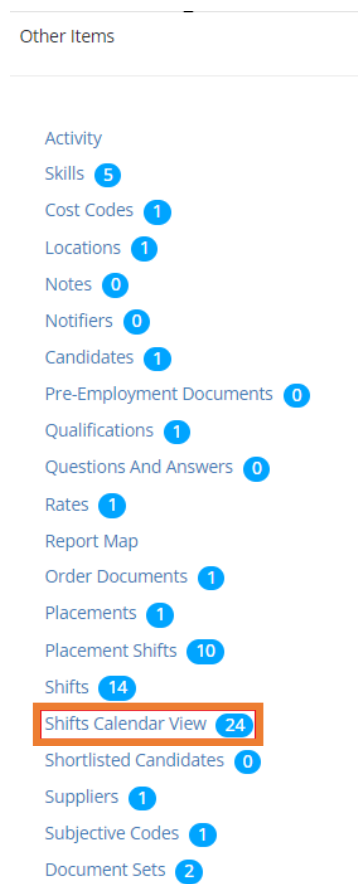 Other Items
Activity
Skills 5
Cost Codes 1
Locations 1
Notes 0
Notifiers 0
Candidates 1
Pre-Employment Documents 0
Qualifications 1
Questions And Answers 0
Rates 1
Report Map
Order Documents 1
Placements 1
Placement Shifts 10
Shifts 14
Shifts Calendar View 24
Shortlisted Candidates 0
Suppliers 1
Subjective Codes 1
Document Sets 2